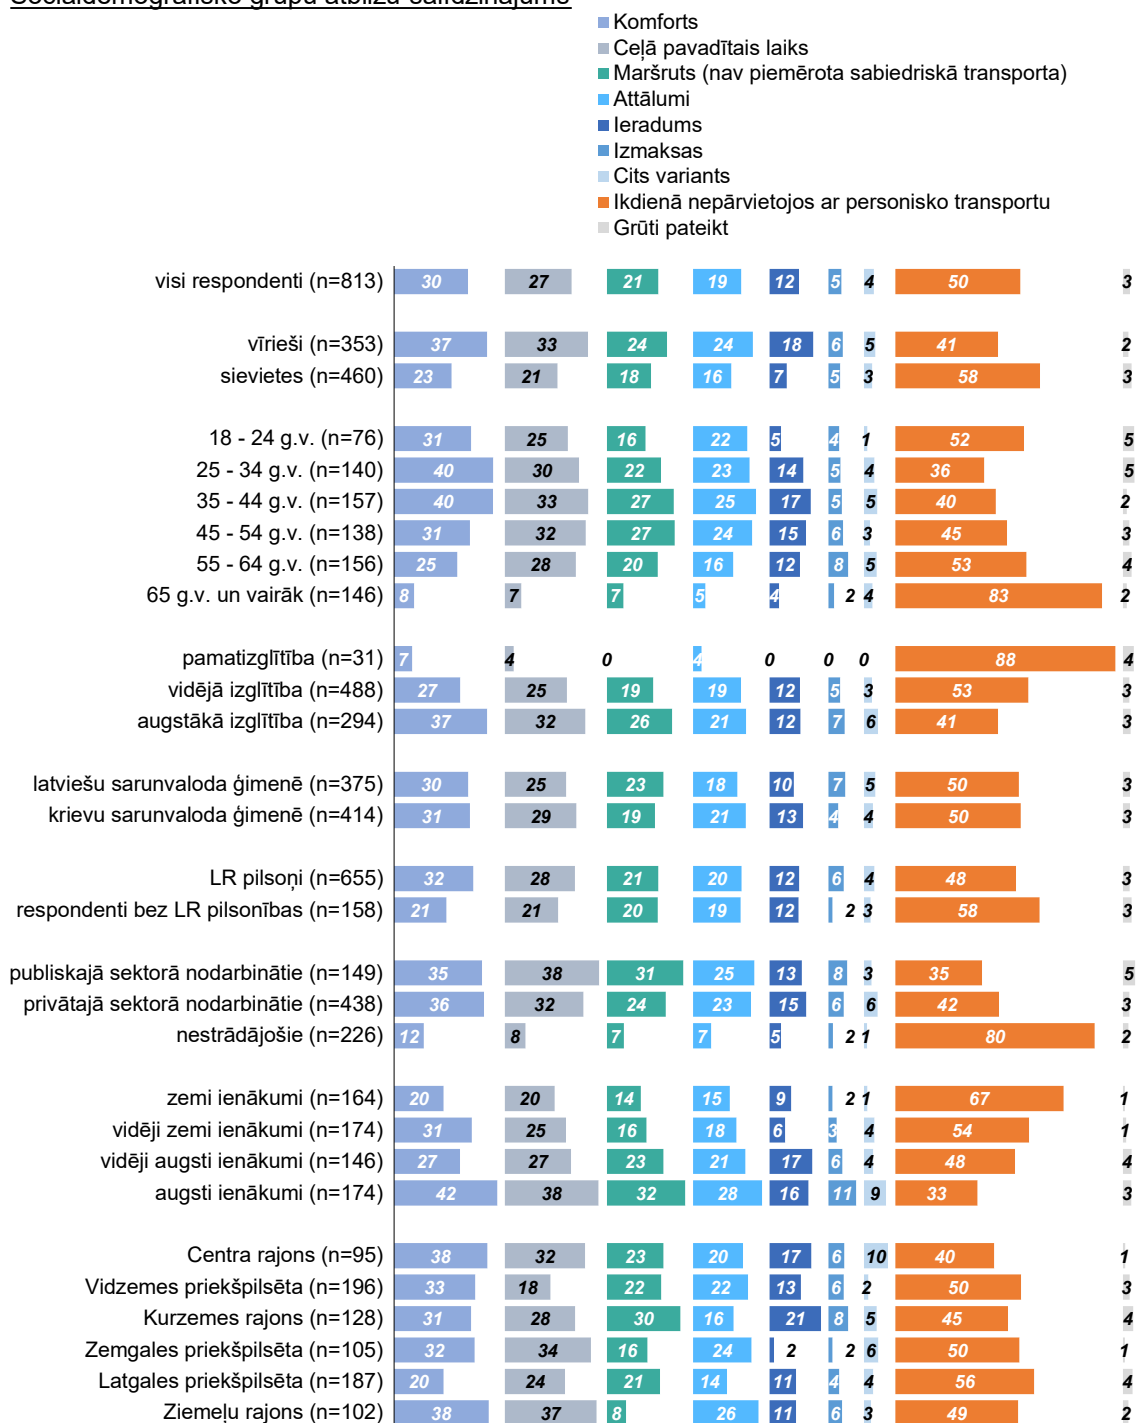 Sociāldemogrāfisko grupu atbilžu salīdzinājums
Komforts
Ceļā pavadītais laiks
Maršruts (nav piemērota sabiedriskā transporta)
Attālumi
Ieradums
Izmaksas
Cits variants
Ikdienā nepārvietojos ar personisko transportu
Grūti pateikt
visi respondenti (n=813) 30 27 21 19 12 5 4 50 3
vīrieši (n=353) 37 33 24 24 18 6 5 41 2
sievietes (n=460) 23 21 18 16 7 5 3 58 3
18 - 24 g.v. (n=76) 31 25 16 22 5 4 1 52 5
25 - 34 g.v. (n=140) 40 30 22 23 14 5 4 36 5
35 - 44 g.v. (n=157) 40 33 27 25 17 5 5 40 2
45 - 54 g.v. (n=138) 31 32 27 24 15 6 3 45 3
55 - 64 g.v. (n=156) 25 28 20 16 12 8 5 53 4
65 g.v. un vairāk (n=146) 8 7 7 5 4 2 4 83 2
pamatizglītība (n=31) 7 4 0 4 0 0 0 88 4
vidējā izglītība (n=488) 27 25 19 19 12 5 3 53 3
augstākā izglītība (n=294) 37 32 26 21 12 7 6 41 3
latviešu sarunvaloda ģimenē (n=375) 30 25 23 18 10 7 5 50 3
krievu sarunvaloda ģimenē (n=414) 31 29 19 21 13 4 4 50 3
LR pilsoņi (n=655) 32 28 21 20 12 6 4 48 3
respondenti bez LR pilsonības (n=158) 21 21 20 19 12 2 3 58 3
publiskajā sektorā nodarbinātie (n=149) 35 38 31 25 13 8 3 35 5
privātajā sektorā nodarbinātie (n=438) 36 32 24 23 15 6 6 42 3
nestrādājošie (n=226) 12 8 7 7 5 2 1 80 2
zemi ienākumi (n=164) 20 20 14 15 9 2 1 67 1
vidēji zemi ienākumi (n=174) 31 25 16 18 6 3 4 54 1
vidēji augsti ienākumi (n=146) 27 27 23 21 17 6 4 48 4
augsti ienākumi (n=174) 42 38 32 28 16 11 9 33 3
Centra rajons (n=95) 38 32 23 20 17 6 10 40 1
Vidzemes priekšpilsēta (n=196) 33 18 22 22 13 6 2 50 3
Kurzemes rajons (n=128) 31 28 30 16 21 8 5 45 4
Zemgales priekšpilsēta (n=105) 32 34 16 24 2 2 6 50 1
Latgales priekšpilsēta (n=187) 20 24 21 14 11 4 4 56 4
Ziemeļu rajons (n=102) 38 37 8 26 11 6 3 49 2